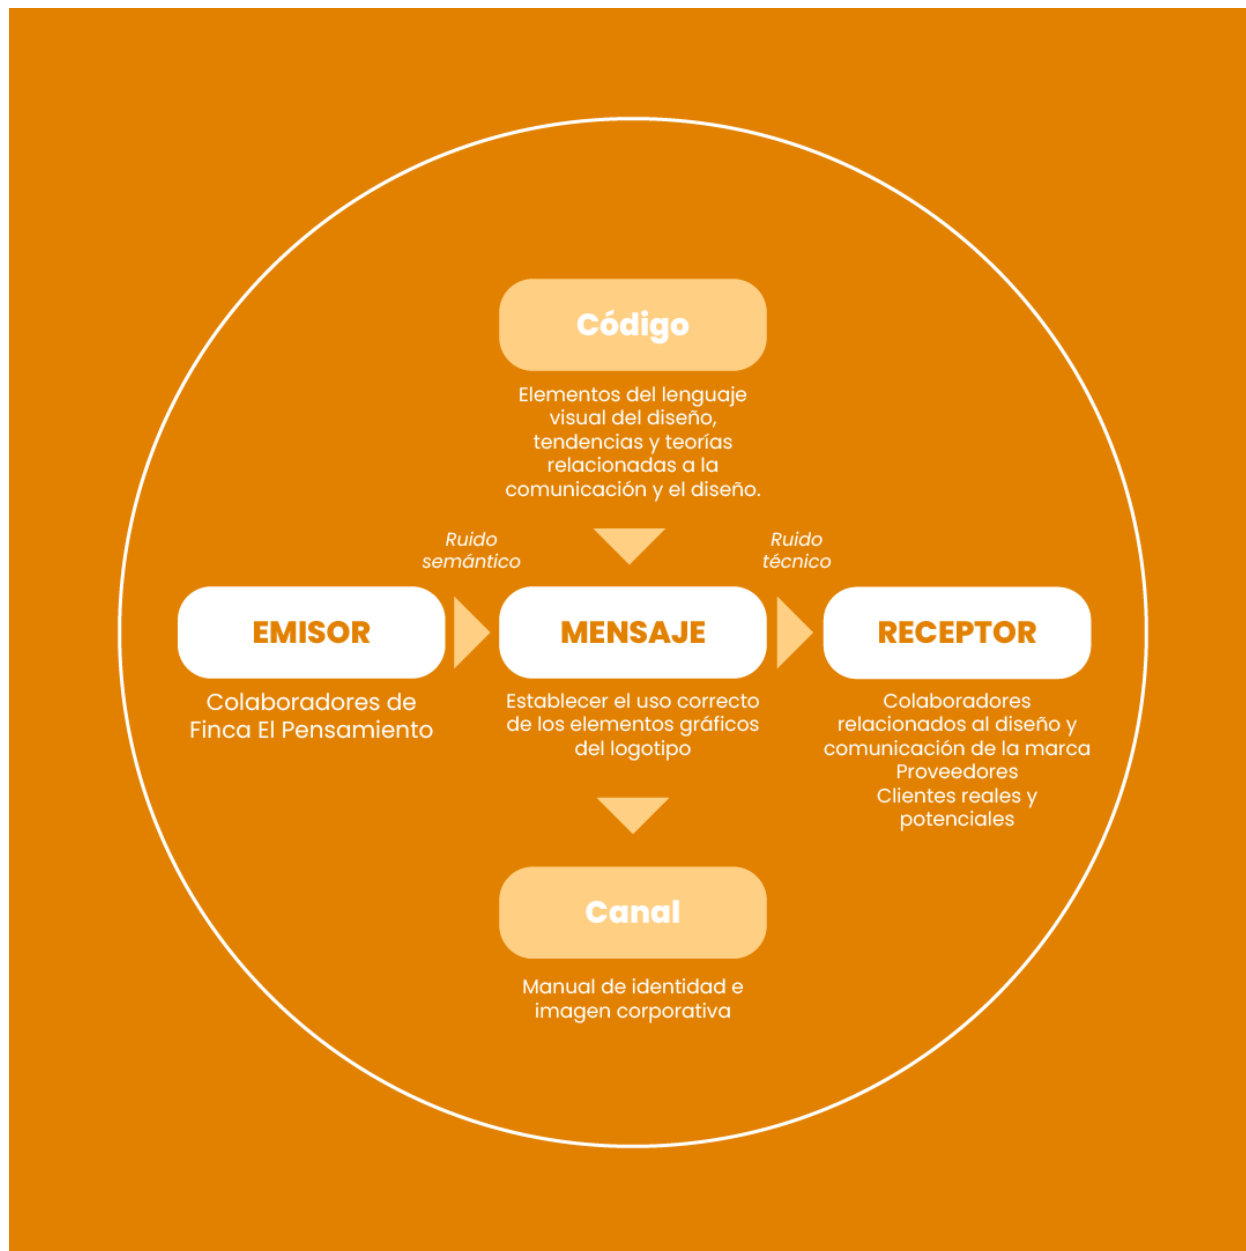 Código
Elementos del lenguaje
visual del diseño,
tendencias y teorías
relacionadas a la
comunicación y el diseño.
Ruido
semántico
Ruido
técnico
EMISOR
Colaboradores de
Finca El Pensamiento
MENSAJE
Establecer el uso correcto
de los elementos gráficos
del logotipo
RECEPTOR
Colaboradores
relacionados al diseño y
comunicación de la marca
Proveedores
Clientes reales y
potenciales
Canal
Manual de identidad e
imagen corporativa